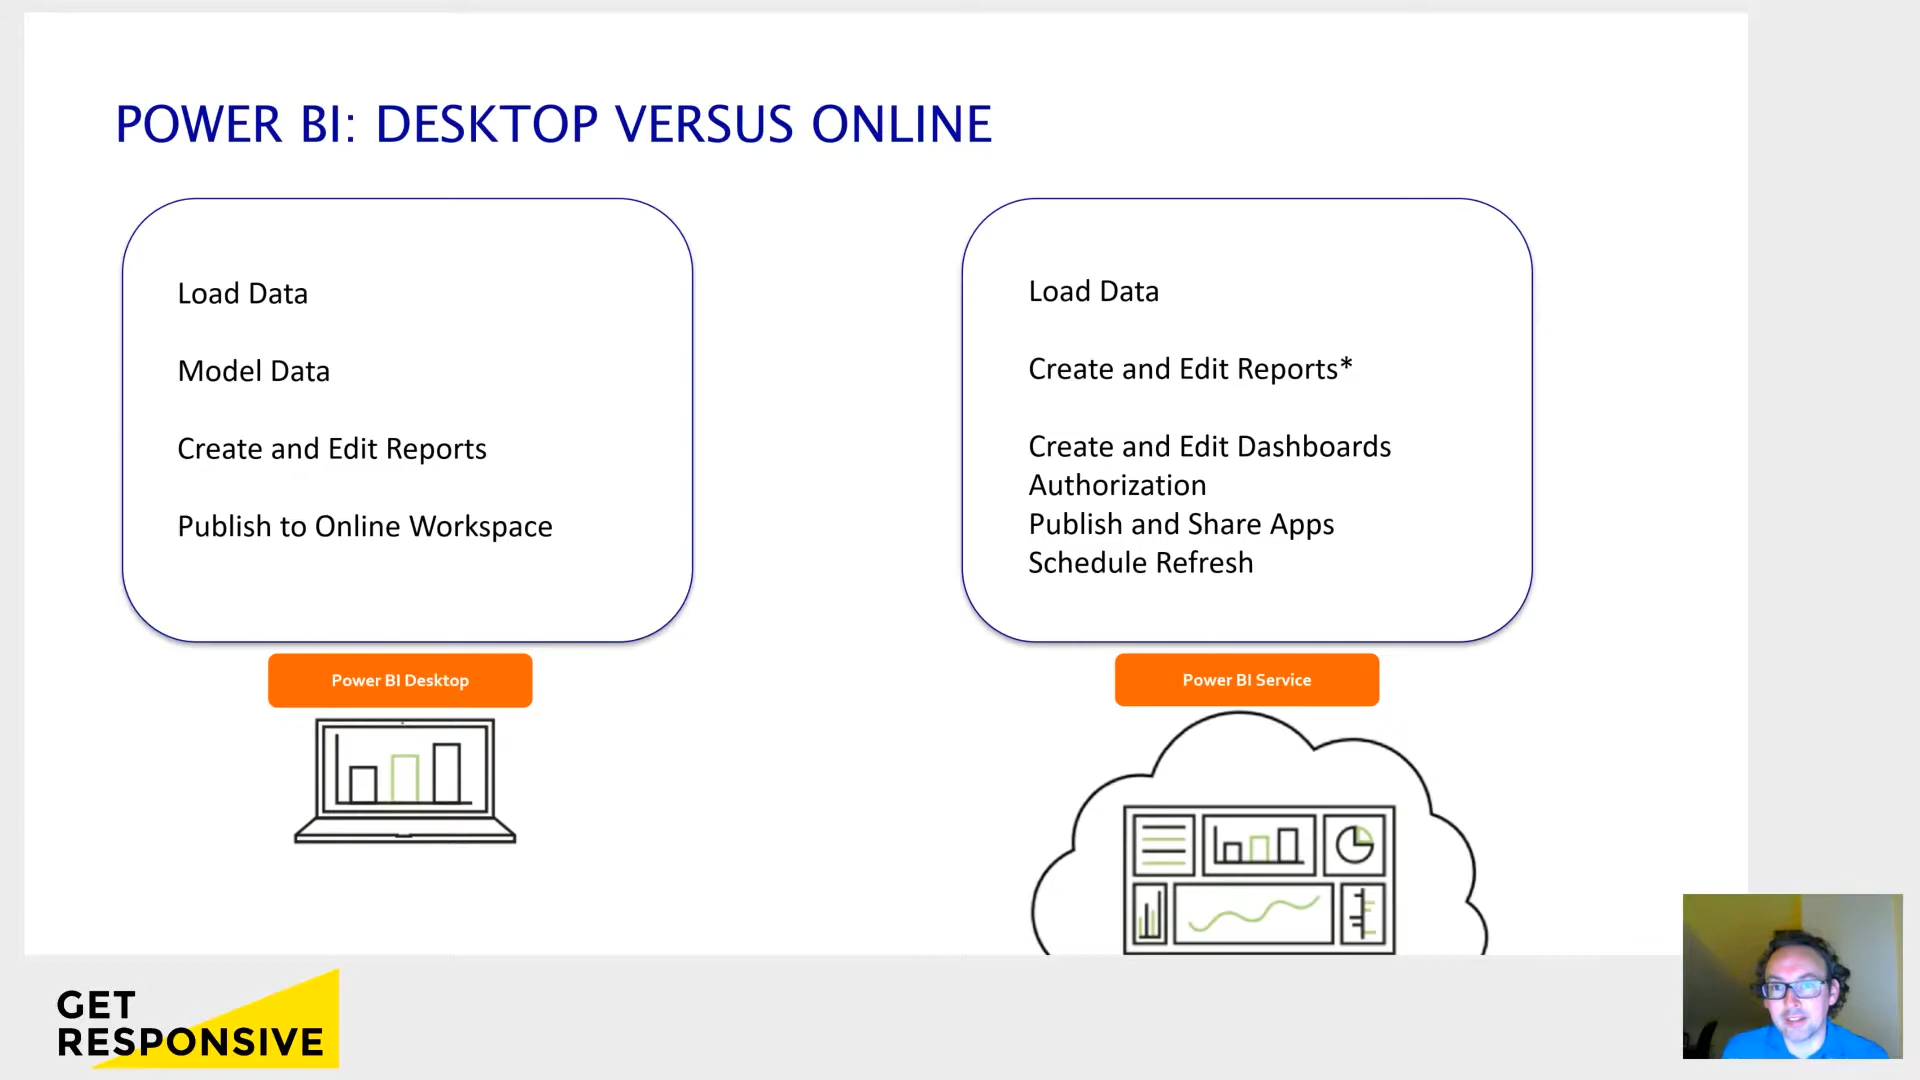 POWER BI: DESKTOP VERSUS ONLINE
Load Data
Model Data
Create and Edit Reports
Publish to Online Workspace
Power BI Desktop
Load Data
Create and Edit Reports*
Create and Edit Dashboards
Authorization
Publish and Share Apps
Schedule Refresh
Power BI Service
GET
RESPONSIVE